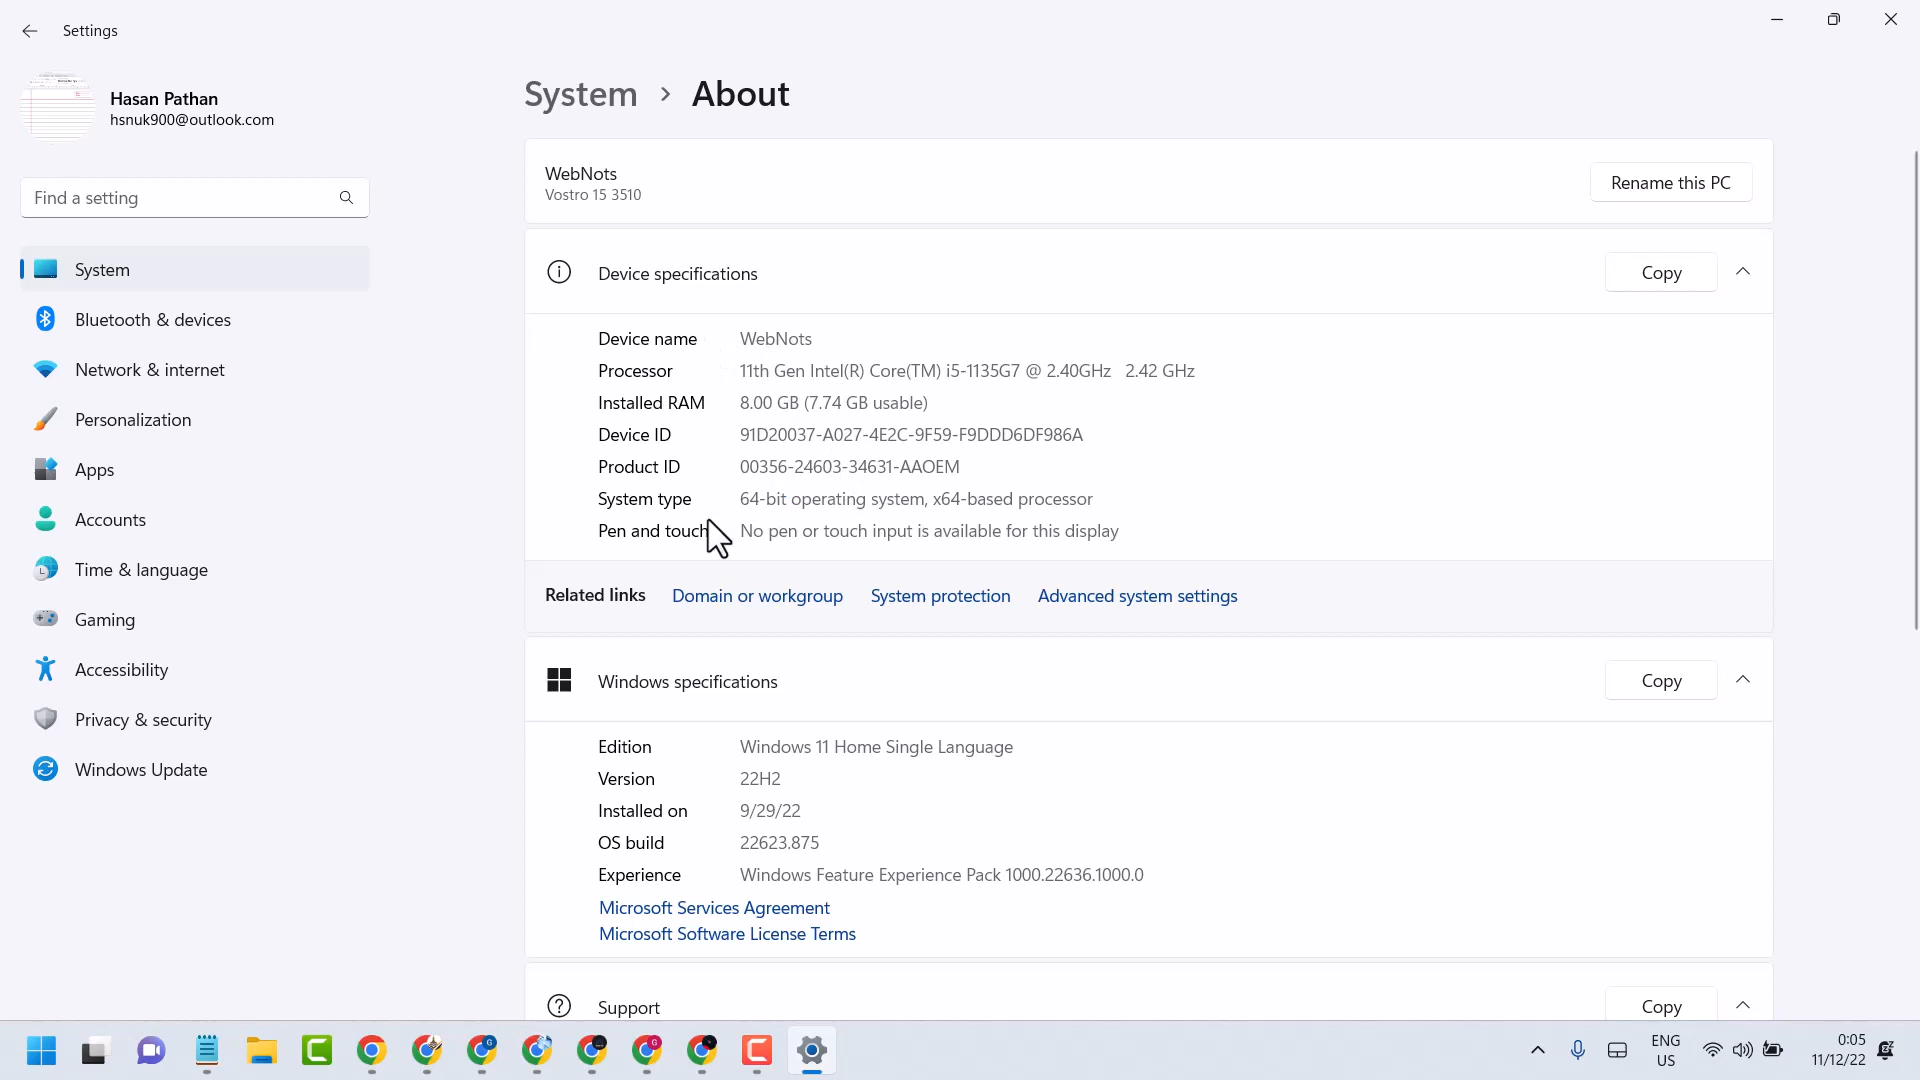 Settings
Hasan Pathan
hsnuk900@outlook.com
Find a setting
System
Bluetooth & devices
Network & internet
Personalization
Apps
Accounts
Time & language
Gaming
Accessibility
Privacy & security
Windows Update
System > About
WebNots
Vostro 15 3510
Rename this PC
Device specifications
Copy
Device name WebNots
Processor 11th Gen Intel(R) Core(TM) i5-1135G7 @ 2.40GHz 2.42 GHz
Installed RAM 8.00 GB (7.74 GB usable)
Device ID 91D20037-A027-4E2C-9F59-F9DDD6DF986A
Product ID 00356-24603-34631-AAOEM
System type 64-bit operating system, x64-based processor
Pen and touch No pen or touch input is available for this display
Related links Domain or workgroup System protection Advanced system settings
Windows specifications
Copy
Edition Windows 11 Home Single Language
Version 22H2
Installed on 9/29/22
OS build 22623.875
Experience Windows Feature Experience Pack 1000.22636.1000.0
Microsoft Services Agreement
Microsoft Software License Terms
Support
Copy
ENG
US
0:05
11/12/22